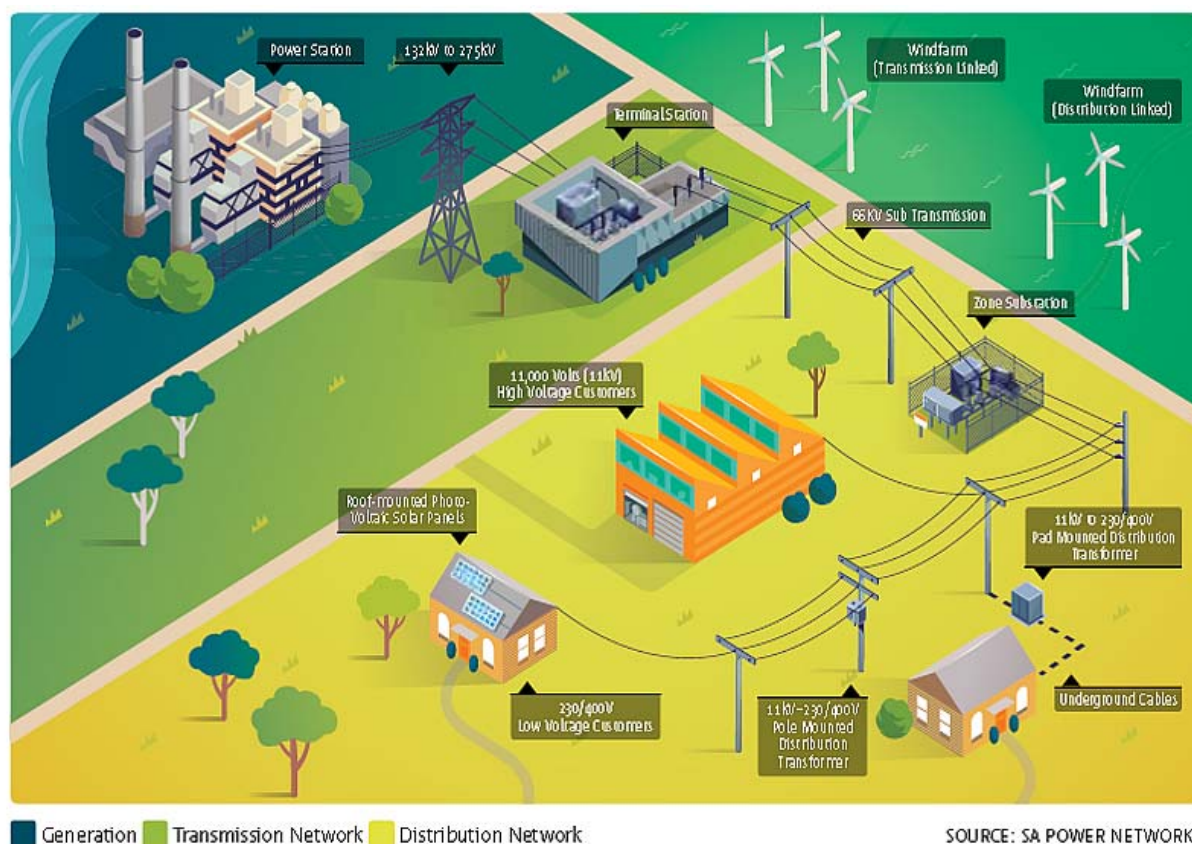 Power Station
132kV to 275kV
Windfarm
(Transmission Linked)
Windfarm
(Distribution Linked)
Terminal Station
66KV Sub Transmission
Zone Substation
11,000 Volts (11kV)
High Voltage Customers
Roof-mounted Photo-
Voltaic Solar Panels
11kV to 230/400V
Pad Mounted Distribution
Transformer
230/400V
Low Voltage Customers
11kV-230/400V
Pole Mounted
Distribution
Transformer
Underground Cables
Generation
Transmission Network
Distribution Network
SOURCE: SA POWER NETWORK